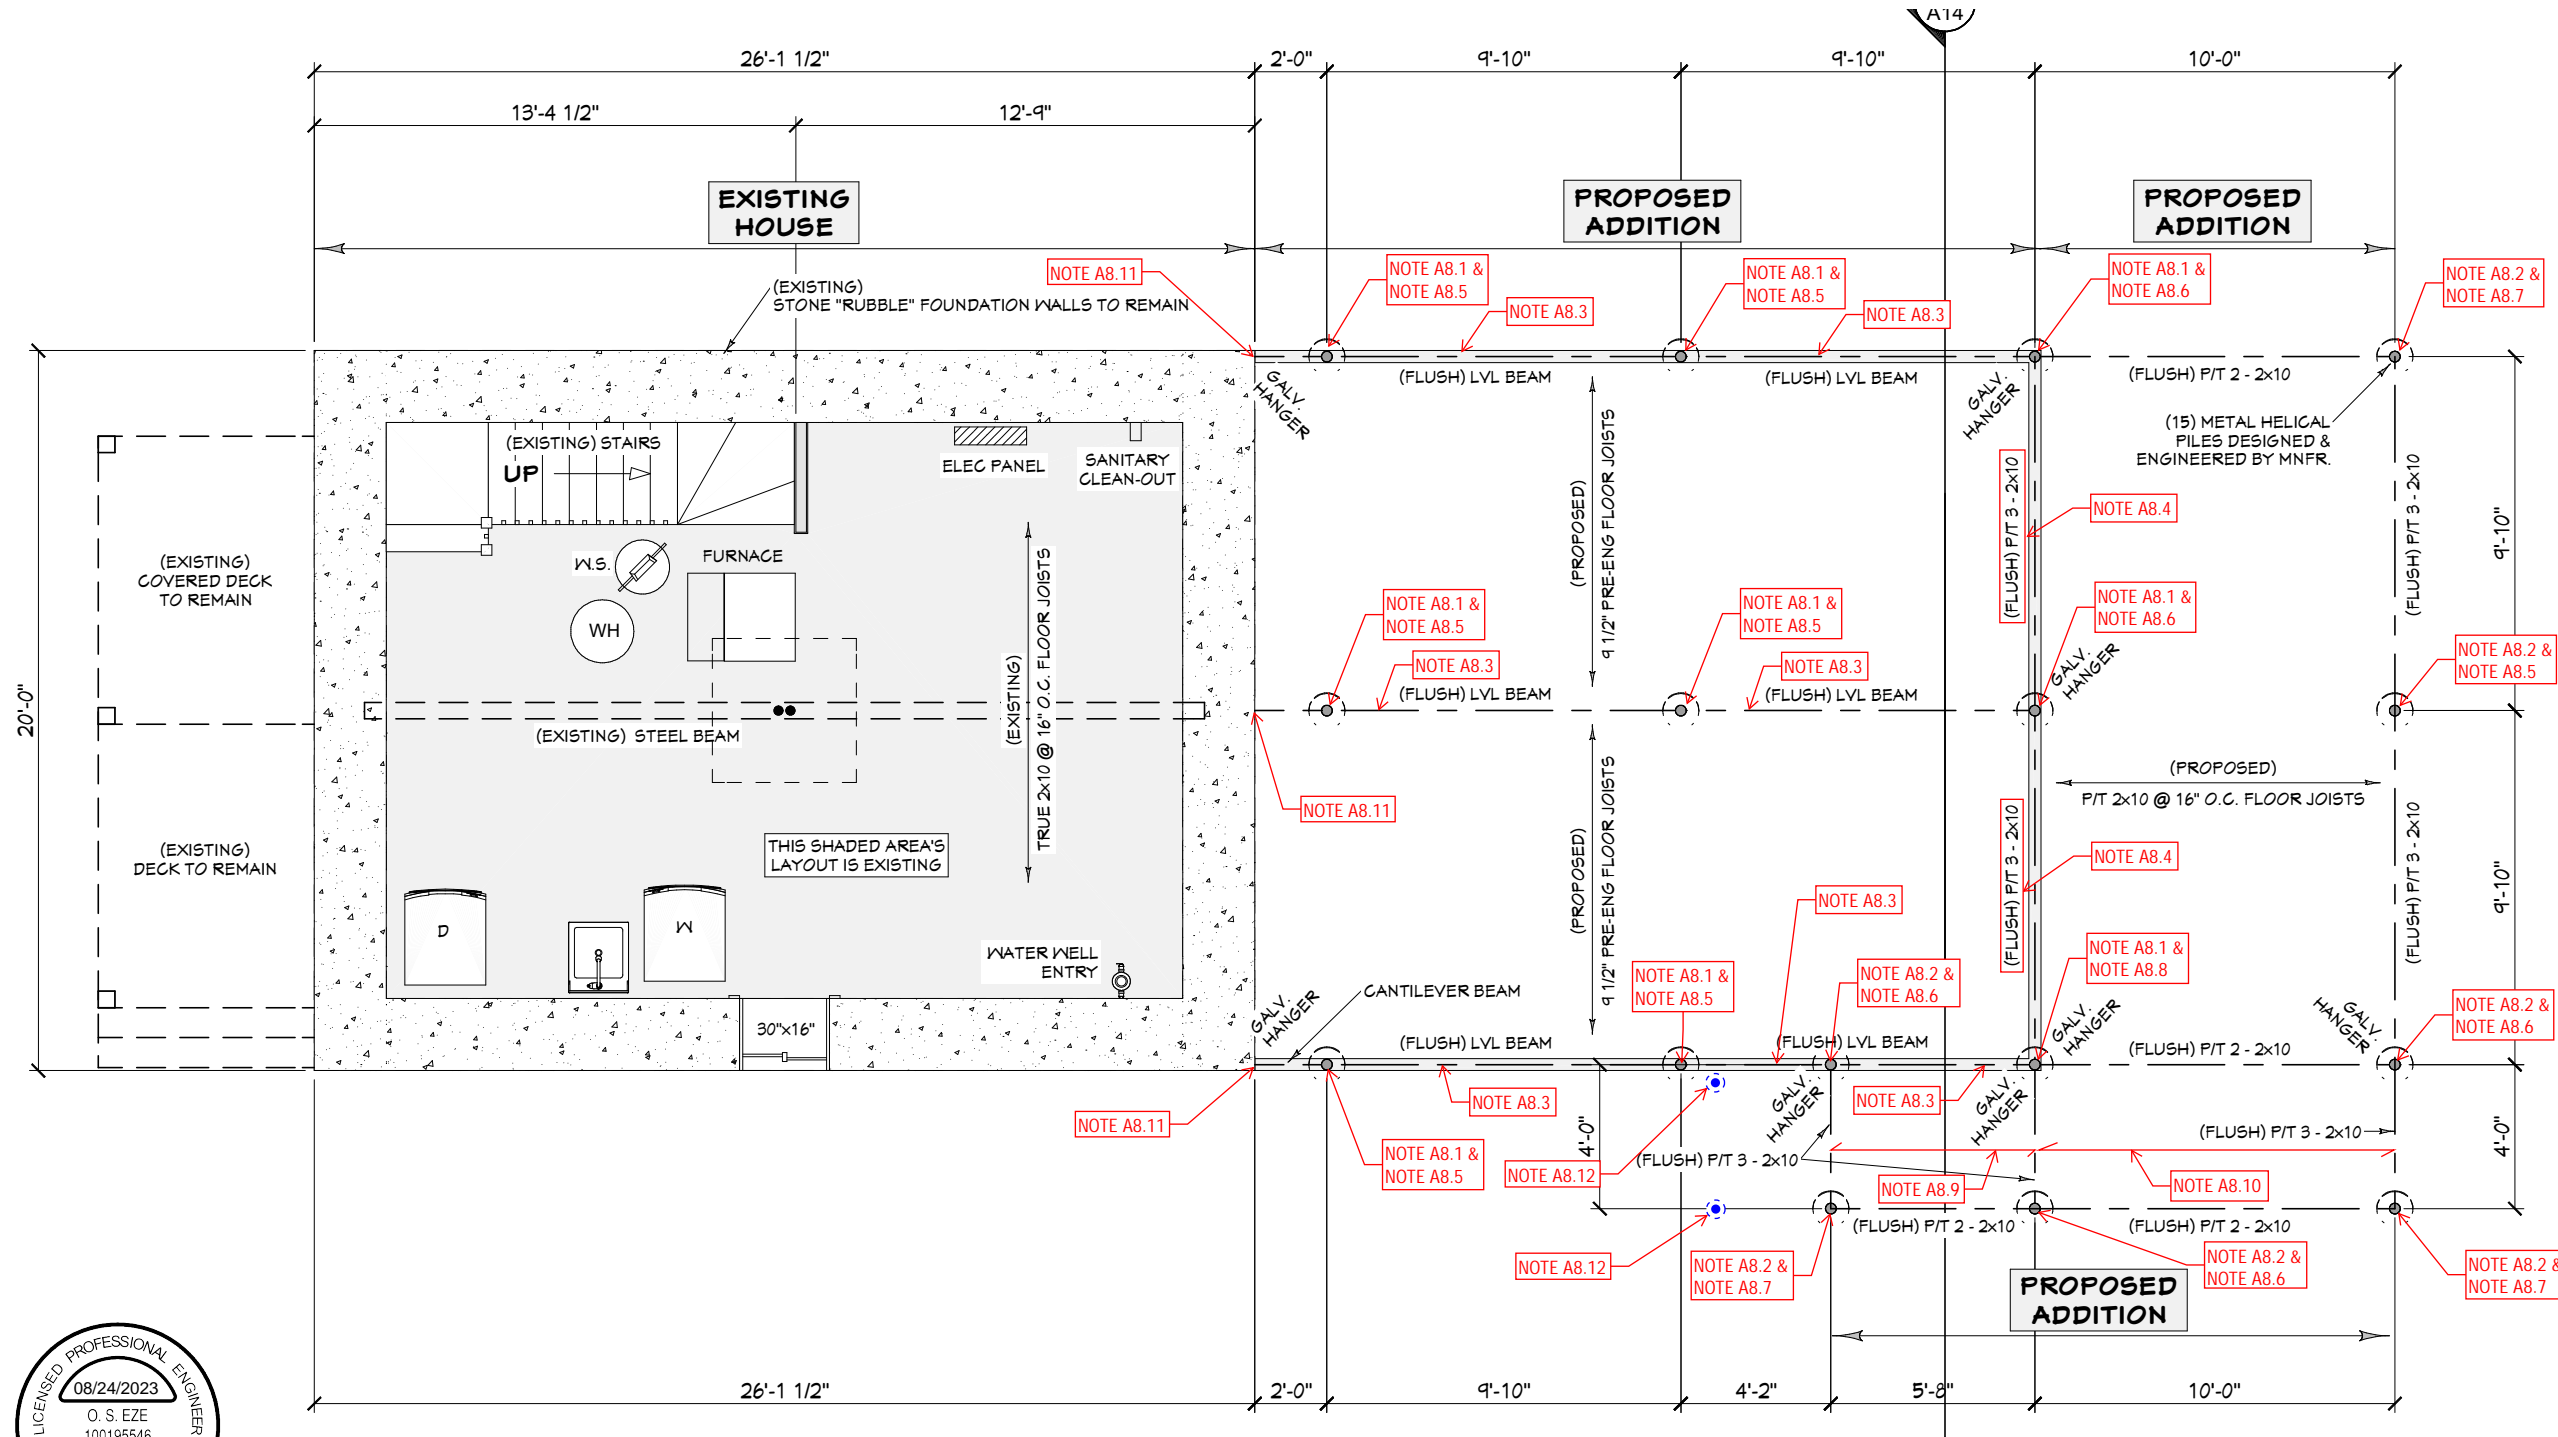 A14
26'-1 1/2"
2'-0"
9'-10"
9'-10"
10'-0"
13'-4 1/2"
12'-9"
EXISTING
HOUSE
PROPOSED
ADDITION
PROPOSED
ADDITION
NOTE A8.11
(EXISTING)
STONE "RUBBLE" FOUNDATION WALLS TO REMAIN
NOTE A8.1 &
NOTE A8.5
NOTE A8.3
NOTE A8.1 &
NOTE A8.5
NOTE A8.3
NOTE A8.1 &
NOTE A8.6
NOTE A8.2 &
NOTE A8.7
GALV.
HANGER
(FLUSH) LVL BEAM
(FLUSH) LVL BEAM
GALV.
HANGER
(FLUSH) P/T 2 - 2x10
(15) METAL HELICAL
PILES DESIGNED &
ENGINEERED BY MNFR.
(EXISTING) STAIRS
UP
ELEC PANEL
SANITARY
CLEAN-OUT
(PROPOSED)
9 1/2" PRE-ENG FLOOR JOISTS
(FLUSH) P/T 3 - 2x10
NOTE A8.4
(FLUSH) P/T 3 - 2x10
9'-10"
(EXISTING)
COVERED DECK
TO REMAIN
W.S.
FURNACE
WH
(EXISTING)
TRUE 2x10 @ 16" O.C. FLOOR JOISTS
NOTE A8.1 &
NOTE A8.5
NOTE A8.3
NOTE A8.1 &
NOTE A8.5
NOTE A8.3
NOTE A8.1 &
NOTE A8.6
GALV.
HANGER
NOTE A8.2 &
NOTE A8.5
20'-0"
(FLUSH) LVL BEAM
(FLUSH) LVL BEAM
(EXISTING) STEEL BEAM
(PROPOSED)
P/T 2x10 @ 16" O.C. FLOOR JOISTS
NOTE A8.11
(EXISTING)
DECK TO REMAIN
THIS SHADED AREA'S
LAYOUT IS EXISTING
(PROPOSED)
9 1/2" PRE-ENG FLOOR JOISTS
(FLUSH) P/T 3 - 2x10
NOTE A8.4
(FLUSH) P/T 3 - 2x10
9'-10"
NOTE A8.3
D
W
WATER WELL
ENTRY
30"x16"
GALV.
HANGER
CANTILEVER BEAM
NOTE A8.1 &
NOTE A8.5
NOTE A8.2 &
NOTE A8.6
NOTE A8.1 &
NOTE A8.8
GALV.
HANGER
GALV.
HANGER
NOTE A8.2 &
NOTE A8.6
(FLUSH) LVL BEAM
(FLUSH) LVL BEAM
(FLUSH) P/T 2 - 2x10
NOTE A8.11
NOTE A8.3
GALV.
HANGER
NOTE A8.3
GALV.
HANGER
4'-0"
(FLUSH) P/T 3 - 2x10
4'-0"
NOTE A8.1 &
NOTE A8.5
NOTE A8.12
(FLUSH) P/T 3 - 2x10
NOTE A8.9
NOTE A8.10
(FLUSH) P/T 2 - 2x10
(FLUSH) P/T 2 - 2x10
NOTE A8.12
NOTE A8.2 &
NOTE A8.7
NOTE A8.2 &
NOTE A8.6
NOTE A8.2 &
NOTE A8.7
PROPOSED
ADDITION
LICENSED PROFESSIONAL ENGINEER
08/24/2023
O. S. EZE
100195546
26'-1 1/2"
2'-0"
9'-10"
4'-2"
5'-8"
10'-0"